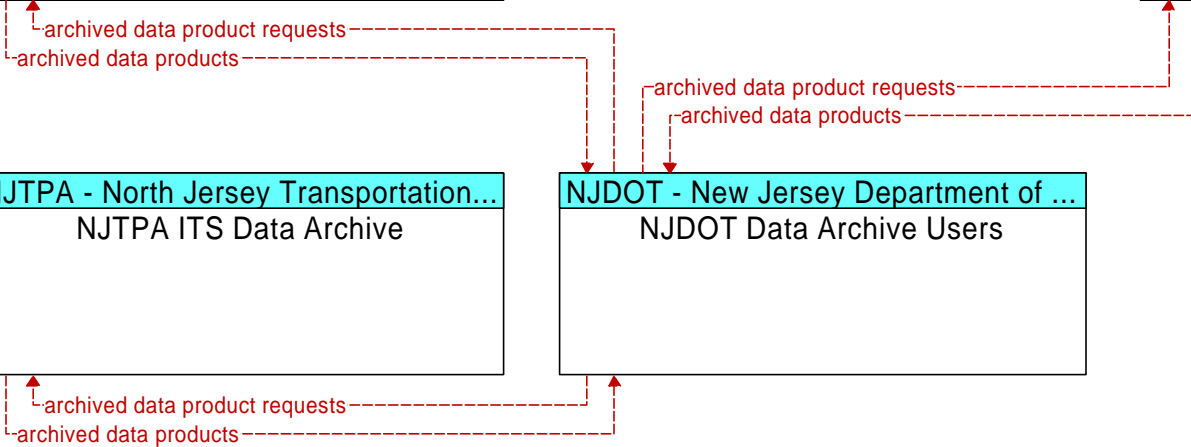 archived data product requests
archived data products
archived data product requests
archived data products
NJTPA - North Jersey Transportation...
NJTPA ITS Data Archive
NJDOT - New Jersey Department of ...
NJDOT Data Archive Users
archived data product requests
archived data products